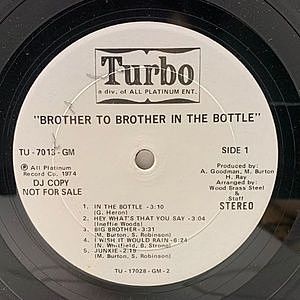 Turbo
a div. of ALL PLATINUM ENT.
"BROTHER TO BROTHER IN THE BOTTLE"
TU - 7013 - GM
SIDE 1
℗ All Platinum
Record Co. 1974
DJ COPY
NOT FOR SALE
Produced by:
A. Goodman, M. Burton
H. Ray
Arranged by:
Wood Brass Steel
& Staff
STEREO
1. IN THE BOTTLE - 3:10
(G. Heron)
2. HEY WHAT'S THAT YOU SAY - 3:04
(Ineffie Woods)
3. BIG BROTHER - 3:31
(M. Burton, S. Robinson)
4. I WISH IT WOULD RAIN - 6:24
(N. Whitfield, B. Strong)
5. JUNKIE - 2:19
(M. Burton, S. Robinson)
TU - 17028 - GM - 2